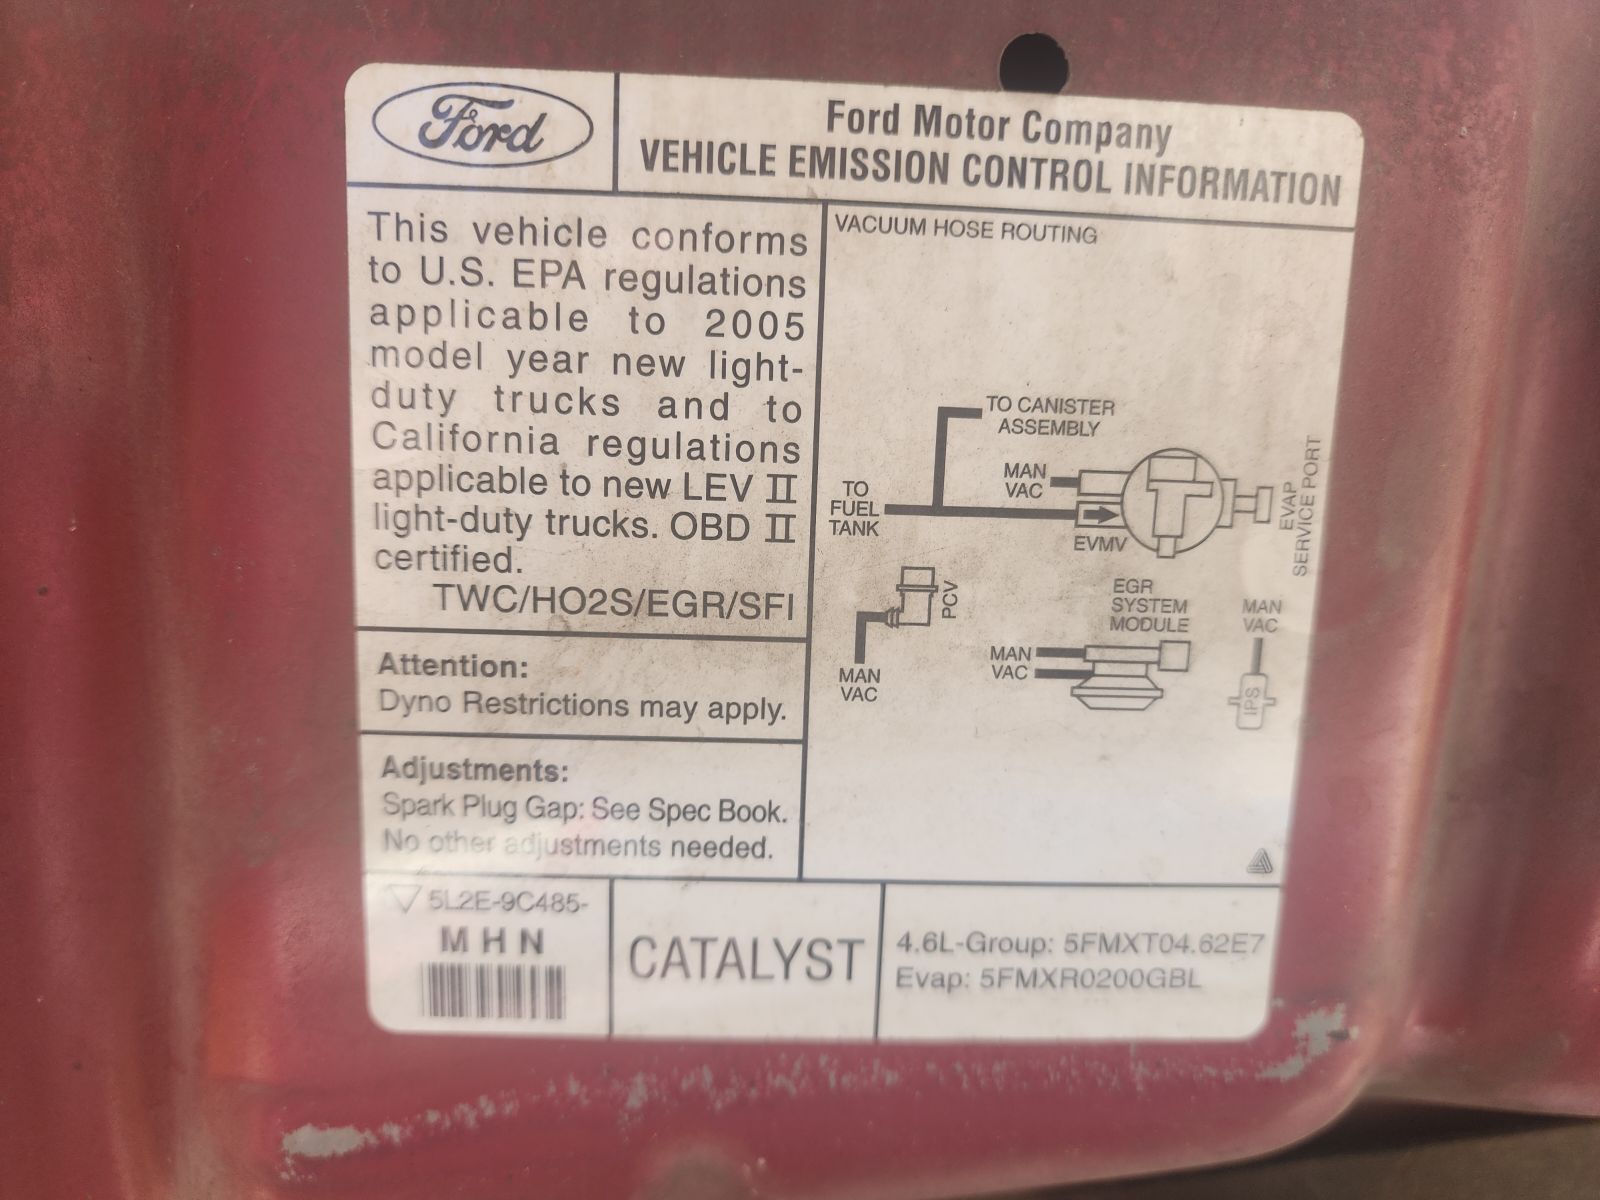 Ford
Ford Motor Company
VEHICLE EMISSION CONTROL INFORMATION
This vehicle conforms
to U.S. EPA regulations
applicable to 2005
model year new light-
duty trucks and to
California regulations
applicable to new LEV II
light-duty trucks. OBD II
certified.
TWC/HO2S/EGR/SFI
Attention:
Dyno Restrictions may apply.
Adjustments:
Spark Plug Gap: See Spec Book.
No other adjustments needed.
VACUUM HOSE ROUTING
TO CANISTER
ASSEMBLY
MAN
VAC
TO
FUEL
TANK
EVMV
EVAP
SERVICE PORT
PCV
MAN
VAC
EGR
SYSTEM
MODULE
MAN
VAC
MAN
VAC
IPS
5L2E-9C485-
MHN
CATALYST
4.6L-Group: 5FMXT04.62E7
Evap: 5FMXR0200GBL